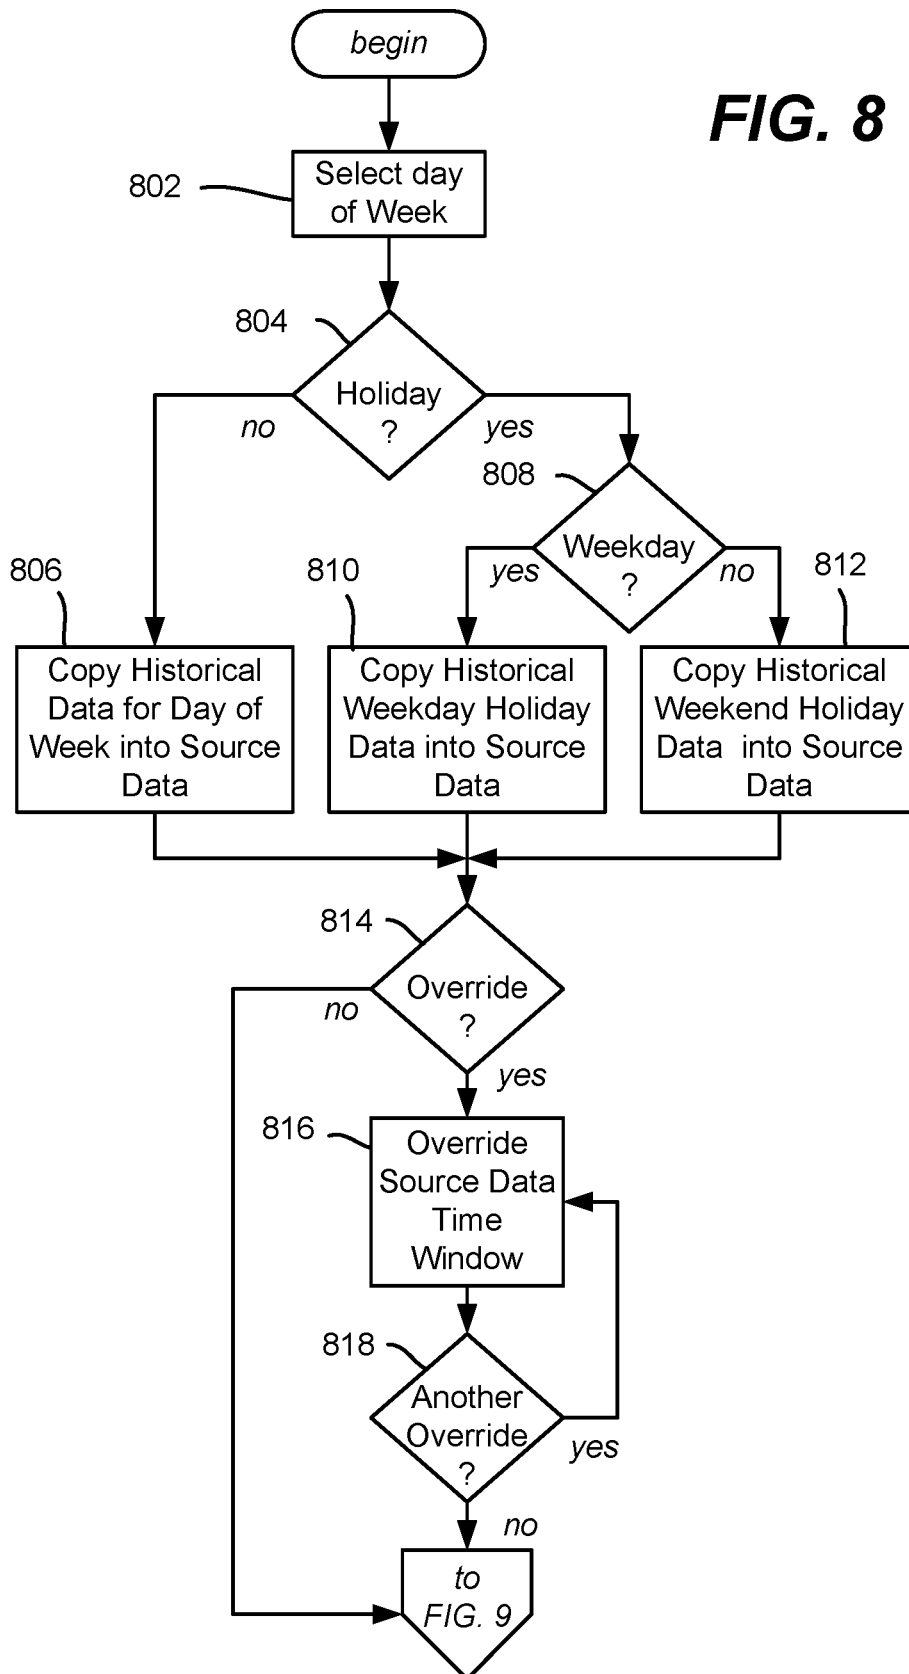 begin
FIG. 8
802
Select day
of Week
804
Holiday
?
no
yes
808
Weekday
?
yes
no
806
810
812
Copy Historical
Data for Day of
Week into Source
Data
Copy Historical
Weekday Holiday
Data into Source
Data
Copy Historical
Weekend Holiday
Data into Source
Data
814
Override
?
no
yes
816
Override
Source Data
Time
Window
818
Another
Override
?
yes
no
to
FIG. 9